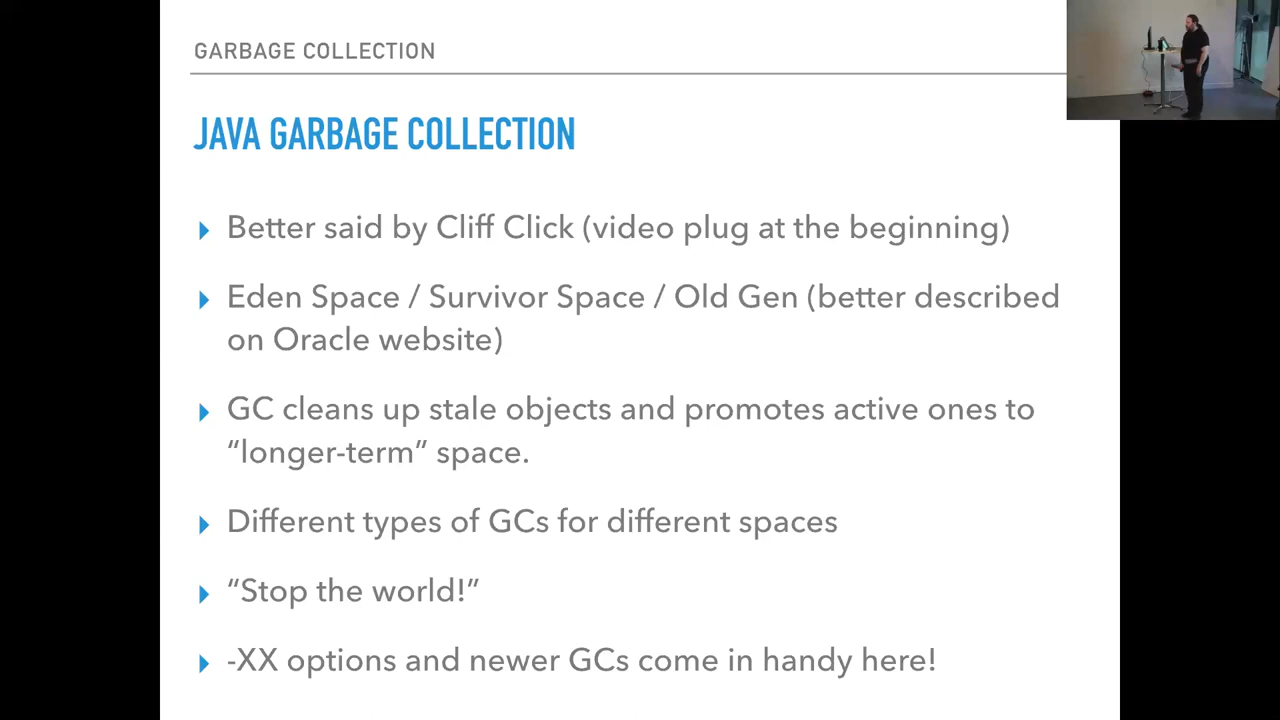 GARBAGE COLLECTION
JAVA GARBAGE COLLECTION
Better said by Cliff Click (video plug at the beginning)
Eden Space / Survivor Space / Old Gen (better described
on Oracle website)
GC cleans up stale objects and promotes active ones to
“longer-term” space.
Different types of GCs for different spaces
“Stop the world!”
-XX options and newer GCs come in handy here!